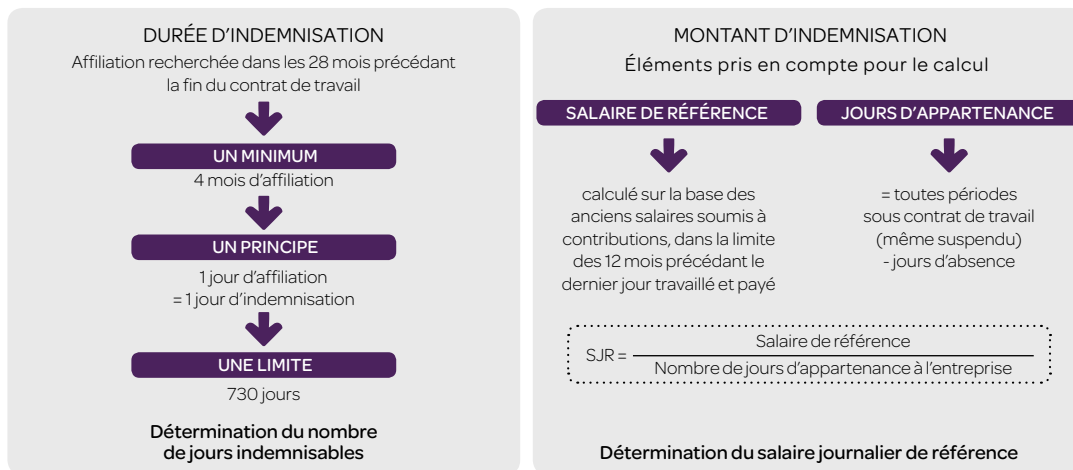 DURÉE D'INDEMNISATION
Affiliation recherchée dans les 28 mois précédant
la fin du contrat de travail
UN MINIMUM
4 mois d'affiliation
UN PRINCIPE
1 jour d'affiliation
= 1 jour d'indemnisation
UNE LIMITE
730 jours
Détermination du nombre
de jours indemnisables
MONTANT D'INDEMNISATION
Éléments pris en compte pour le calcul
SALAIRE DE RÉFÉRENCE
calculé sur la base des
anciens salaires soumis à
contributions, dans la limite
des 12 mois précédant le
dernier jour travaillé et payé
JOURS D'APPARTENANCE
= toutes périodes
sous contrat de travail
(même suspendu)
- jours d'absence
Salaire de référence
SJR =
Nombre de jours d'appartenance à l'entreprise
Détermination du salaire journalier de référence